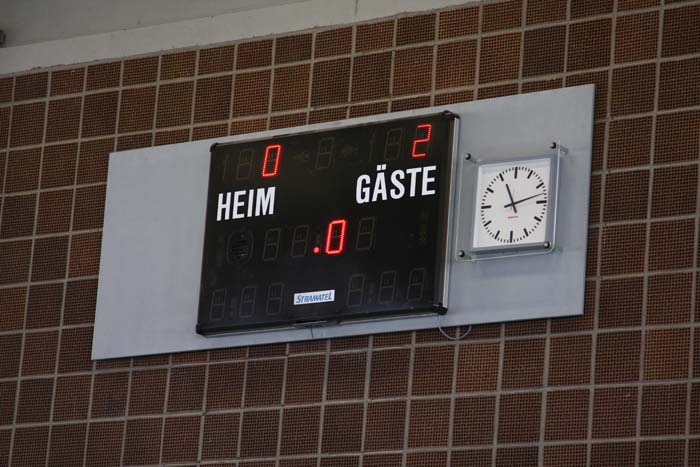 0 2
HEIM GÄSTE
.0
STRAMATEL